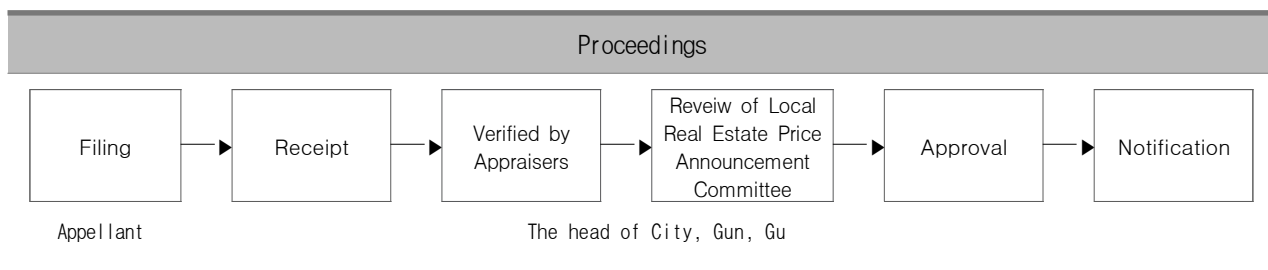 Proceedings
Filing
Receipt
Verified by
Appraisers
Reveiw of Local
Real Estate Price
Announcement
Committee
Approval
Notification
Appellant
The head of City, Gun, Gu